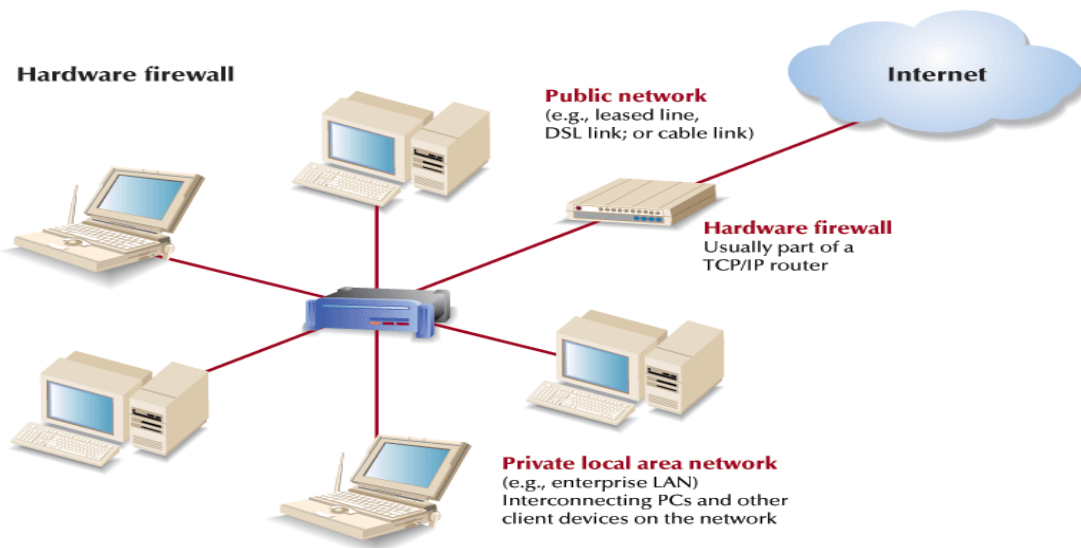 Hardware firewall
Internet
Public network
(e.g., leased line,
DSL link; or cable link)
Hardware firewall
Usually part of a
TCP/IP router
Private local area network
(e.g., enterprise LAN)
Interconnecting PCs and other
client devices on the network